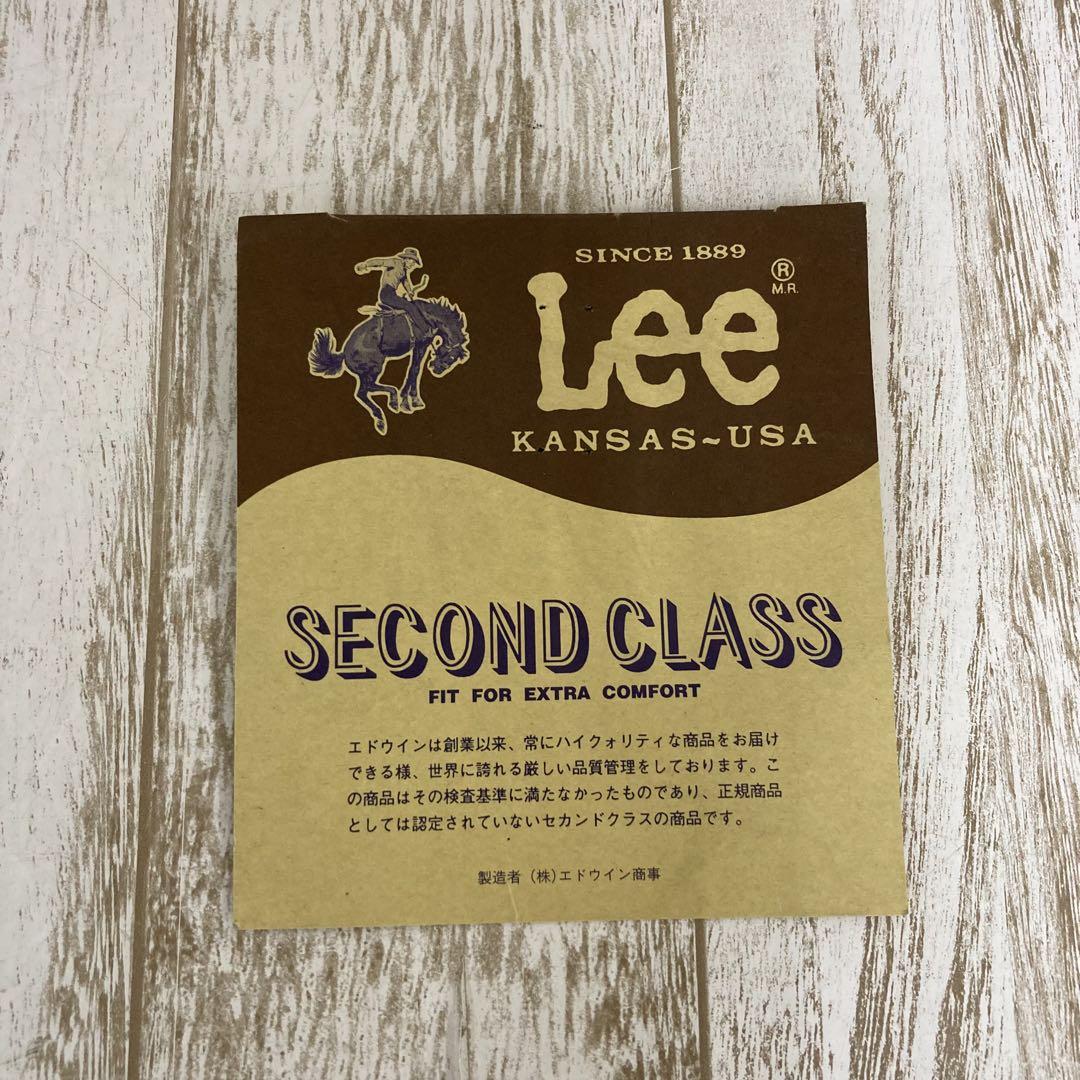 SINCE 1889
Lee ®
M.R.
KANSAS~USA
SECOND CLASS
FIT FOR EXTRA COMFORT
エドウインは創業以来、常にハイクォリティな商品をお届け
できる様、世界に誇れる厳しい品質管理をしております。こ
の商品はその検査基準に満たなかったものであり、正規商品
としては認定されていないセカンドクラスの商品です。
製造者 (株)エドウイン商事